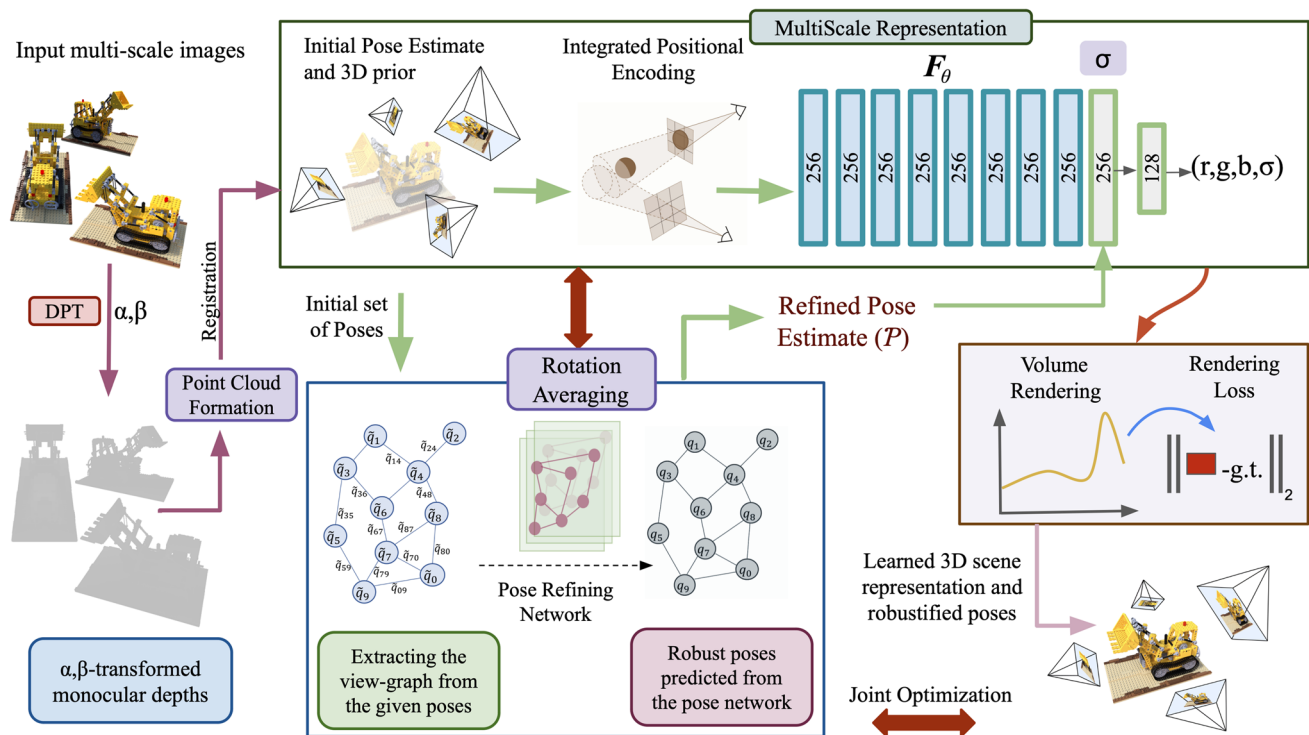 MultiScale Representation
Input multi-scale images
Initial Pose Estimate
and 3D prior
Integrated Positional
Encoding
F_θ
σ
256
256
256
256
256
256
256
256
256
128
(r,g,b,σ)
DPT
α,β
Registration
Initial set
of Poses
Refined Pose
Estimate (𝒫)
Point Cloud
Formation
Rotation
Averaging
Volume
Rendering
Rendering
Loss
-g.t.
2
q̃₁
q̃₂
q̃₂₄
q̃₁₄
q̃₃
q̃₄
q̃₃₆
q̃₄₈
q̃₃₅
q̃₆
q̃₈
q̃₆₇
q̃₈₇
q̃₅
q̃₇
q̃₇₀
q̃₈₀
q̃₅₉
q̃₇₉
q̃₀
q̃₀₉
q̃₉
q₁
q₂
q₃
q₄
q₆
q₈
q₅
q₇
q₀
q₉
Pose Refining
Network
Learned 3D scene
representation and
robustified poses
α,β-transformed
monocular depths
Extracting the
view-graph from
the given poses
Robust poses
predicted from
the pose network
Joint Optimization